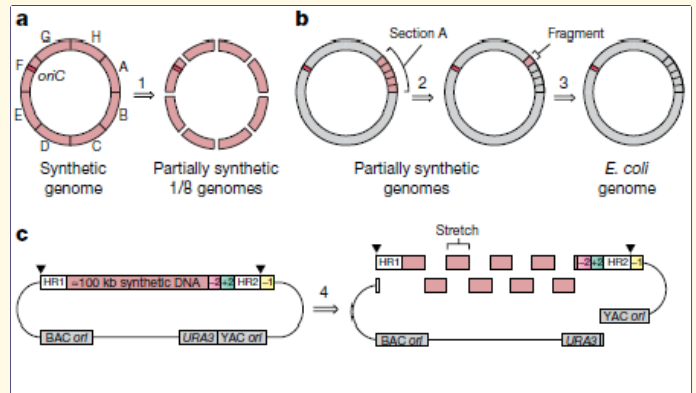 a
G H
F A
oriC
E B
D C
1
Synthetic
genome
Partially synthetic
1/8 genomes
b
Section A
Fragment
2
3
Partially synthetic
genomes
E. coli
genome
c
HR1 ≈100 kb synthetic DNA -2 +2 HR2 -1
BAC ori URA3 YAC ori
4
Stretch
HR1 -2 +2 HR2 -1
YAC ori
BAC ori URA3